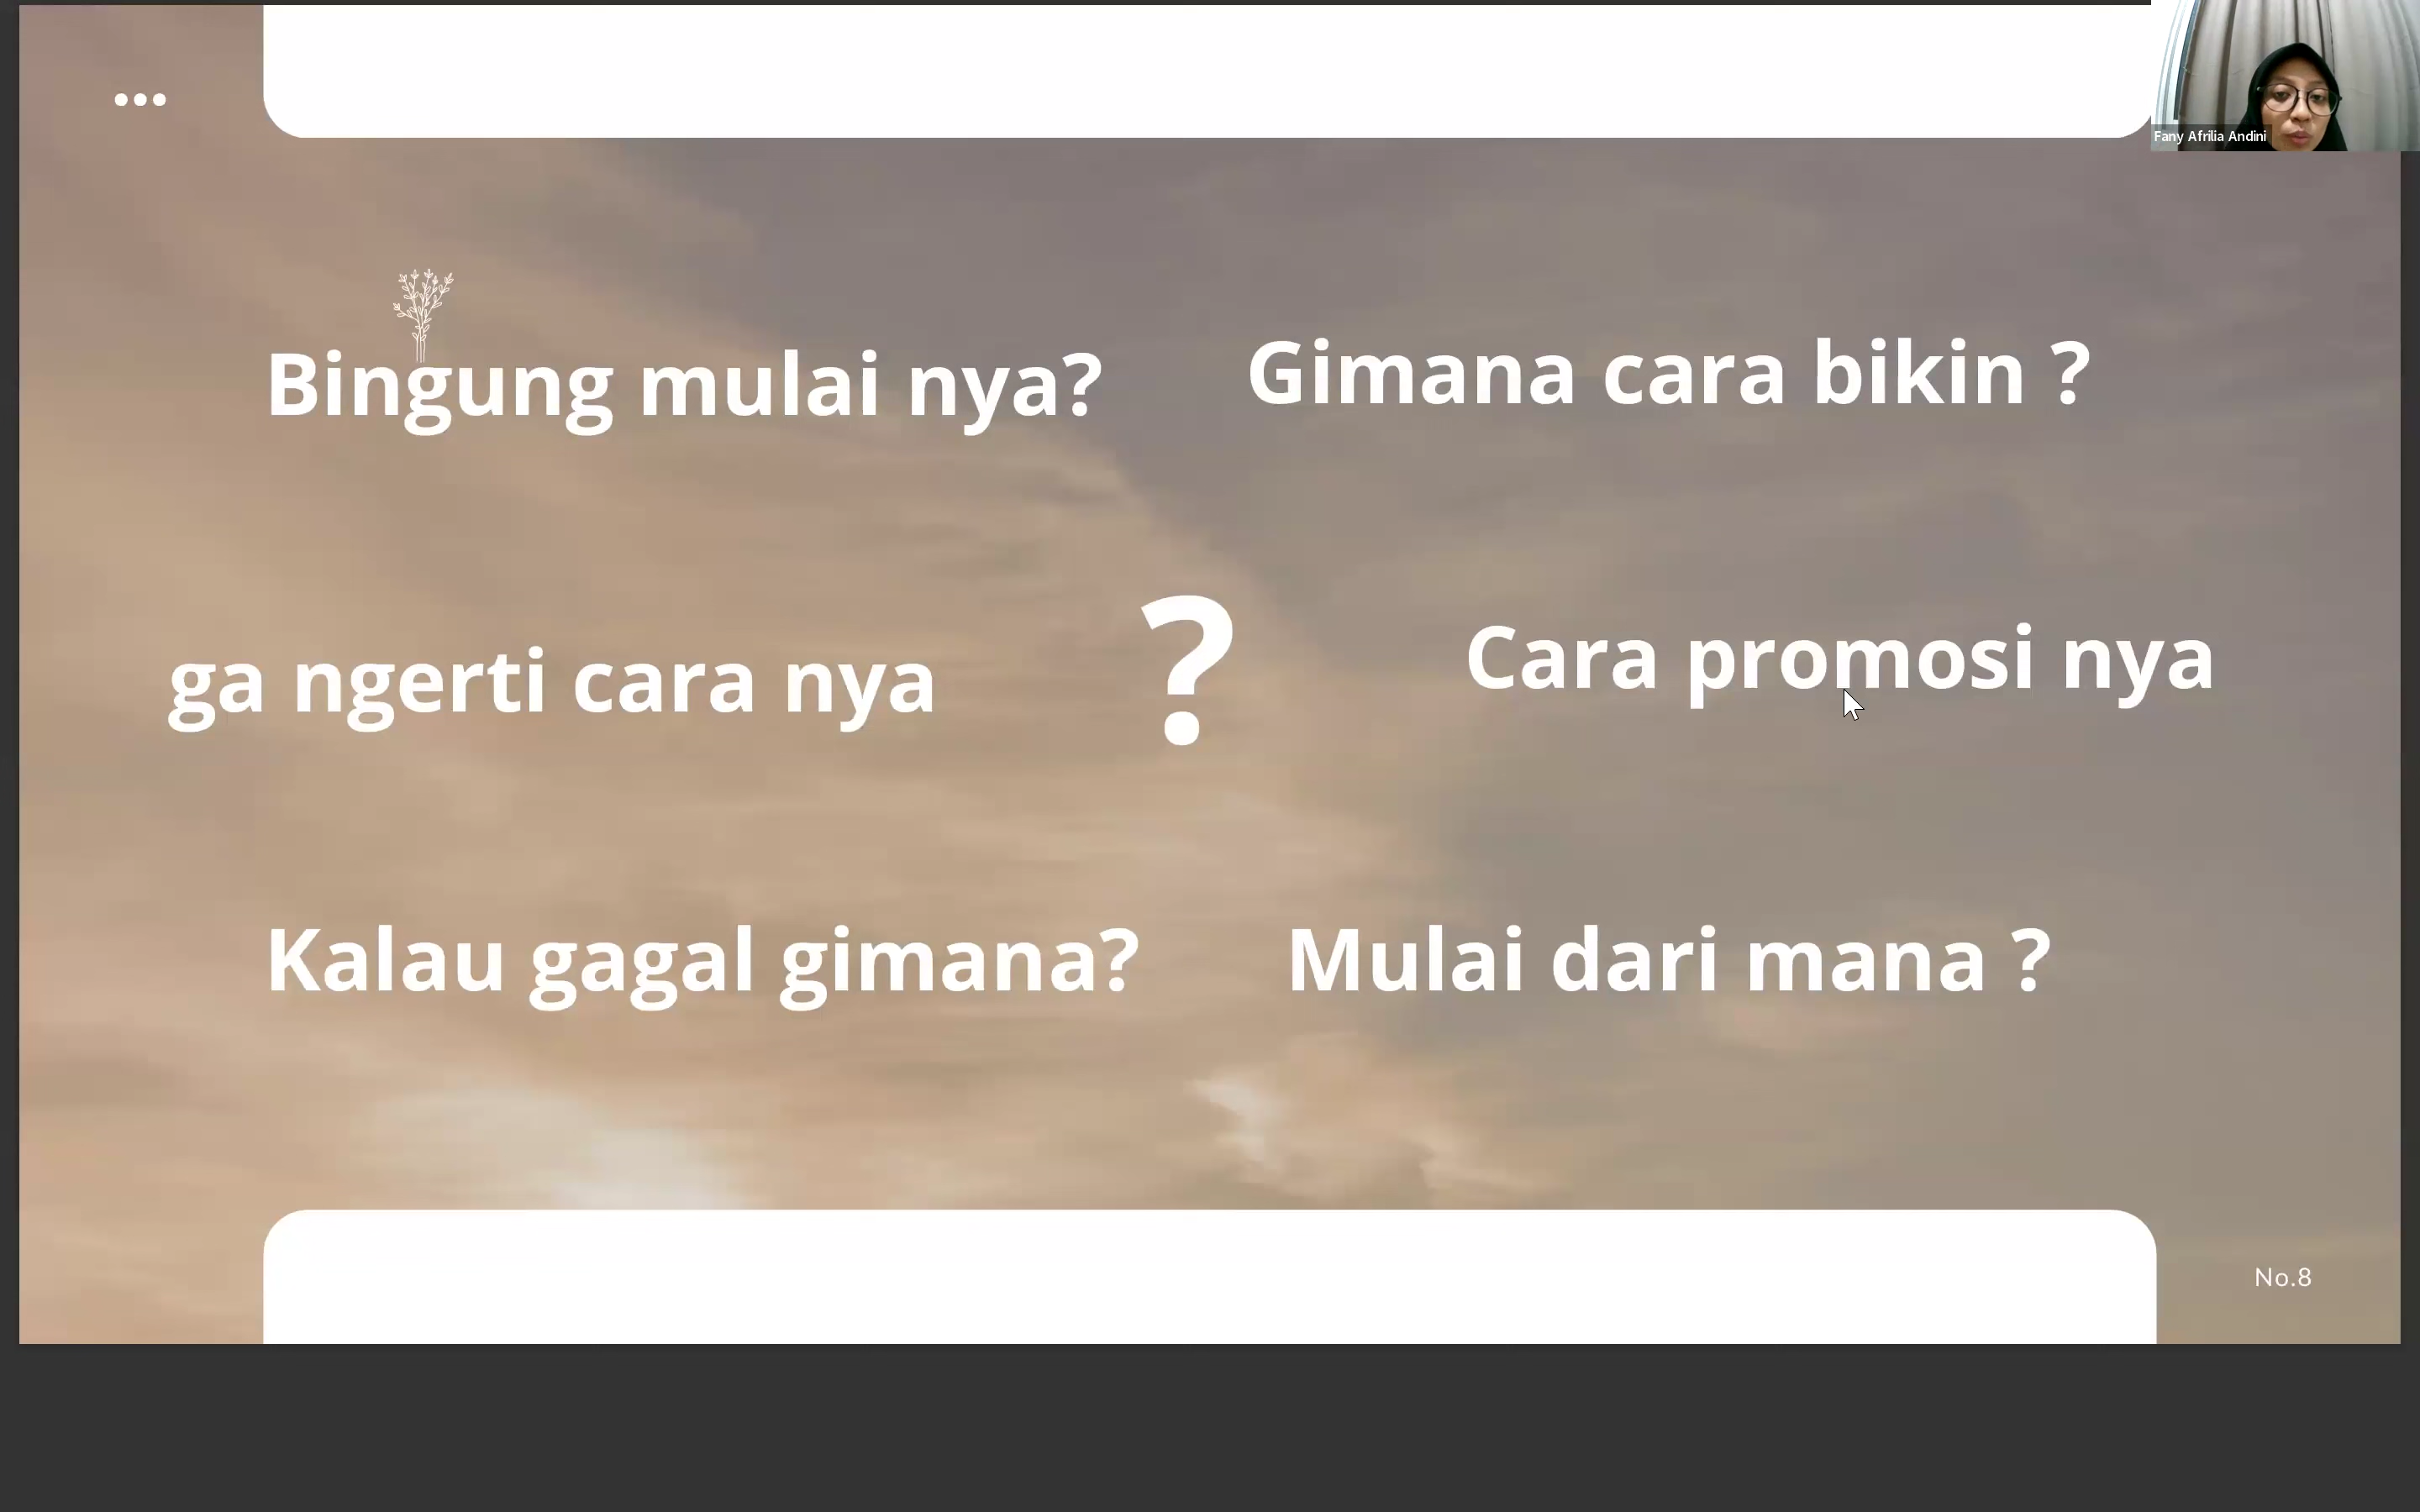 Fany Afrilia Andini
Bingung mulai nya?
Gimana cara bikin ?
ga ngerti cara nya
?
Cara promosi nya
Kalau gagal gimana?
Mulai dari mana ?
No.8